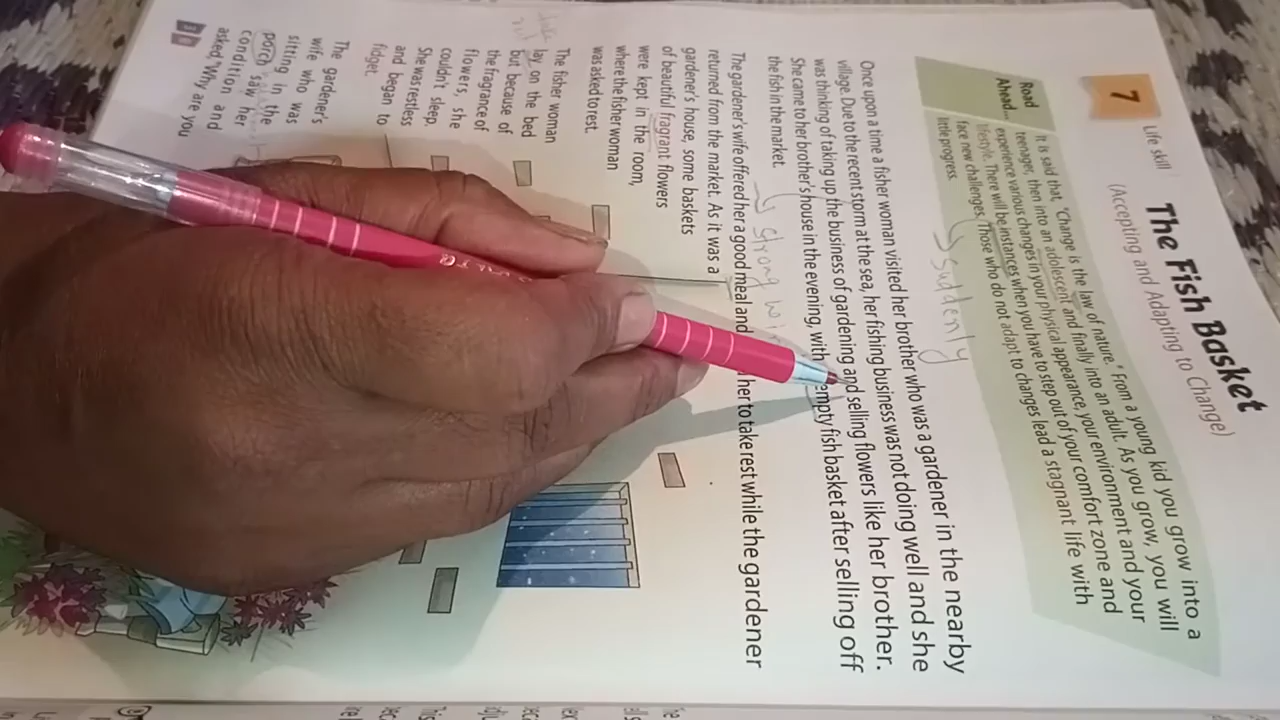 7
Life skill
The Fish Basket
(Accepting and Adapting to Change)
Road
Ahead...
It is said that, "Change is the law of nature." From a young kid you grow into a
teenager, then into an adolescent and finally into an adult. As you grow, you will
experience various changes in your physical appearance, your environment and your
lifestyle. There will be instances when you have to step out of your comfort zone and
face new challenges. Those who do not adapt to changes lead a stagnant life with
little progress.
Suddenly
Once upon a time a fisher woman visited her brother who was a gardener in the nearby
village. Due to the recent storm at the sea, her fishing business was not doing well and she
was thinking of taking up the business of gardening and selling flowers like her brother.
She came to her brother's house in the evening, with empty fish basket after selling off
the fish in the market.
strong
The gardener's wife offered her a good meal and her to take rest while the gardener
returned from the market. As it was a
gardener's house, some baskets
of beautiful fragrant flowers
were kept in the room,
where the fisher woman
was asked to rest.
The fisher woman
lay on the bed
but because of
the fragrance of
flowers, she
couldn't sleep.
She was restless
and began to
fidget.
The gardener's
wife who was
sitting in the
porch saw her
condition and
asked, "Why are you